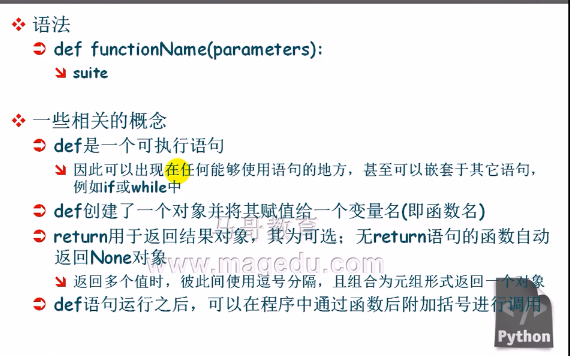 语法
def functionName(parameters):
suite
一些相关的概念
def是一个可执行语句
因此可以出现在任何能够使用语句的地方，甚至可以嵌套于其它语句，
例如if或while中
def创建了一个对象并将其赋值给一个变量名(即函数名)
return用于返回结果对象，其为可选；无return语句的函数自动
返回None对象
返回多个值时，彼此间使用逗号分隔，且组合为元组形式返回一个对象
def语句运行之后，可以在程序中通过函数后附加括号进行调用
马哥教育
www.magedu.com
</> Python